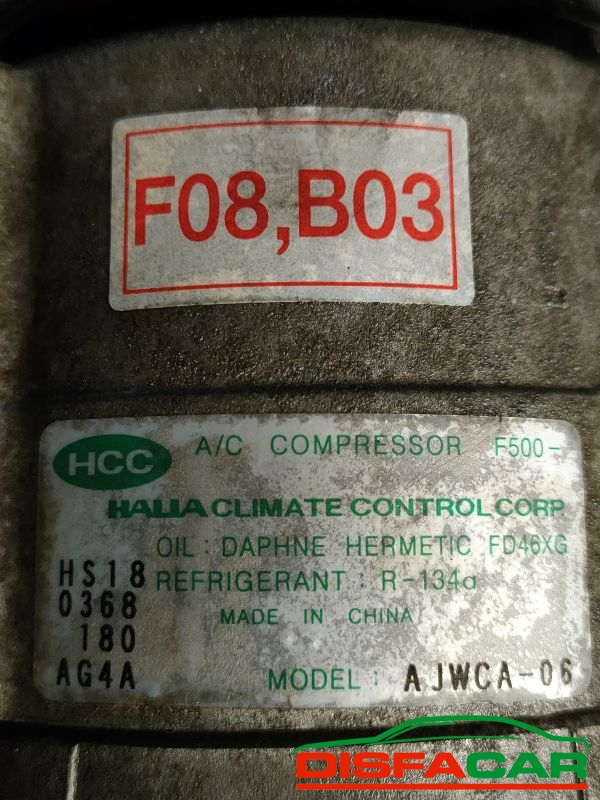 F08,B03
HCC A/C COMPRESSOR F500-
HALLA CLIMATE CONTROL CORP.
OIL : DAPHNE HERMETIC FD46XG
HS18 REFRIGERANT : R-134a
0368 MADE IN CHINA
180
AG4A MODEL : AJWCA-06
DISFACAR